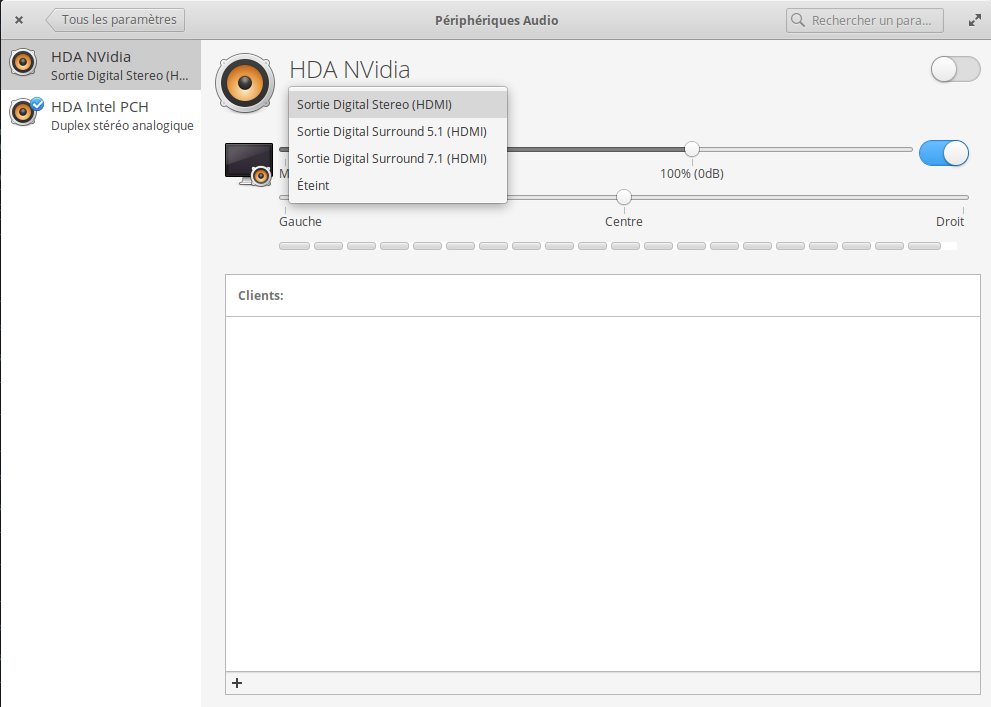 Tous les paramètres
Périphériques Audio
Rechercher un para...
HDA NVidia
Sortie Digital Stereo (H...
HDA Intel PCH
Duplex stéréo analogique
HDA NVidia
Sortie Digital Stereo (HDMI)
Sortie Digital Surround 5.1 (HDMI)
Sortie Digital Surround 7.1 (HDMI)
Éteint
M
100% (0dB)
Gauche
Centre
Droit
Clients:
+